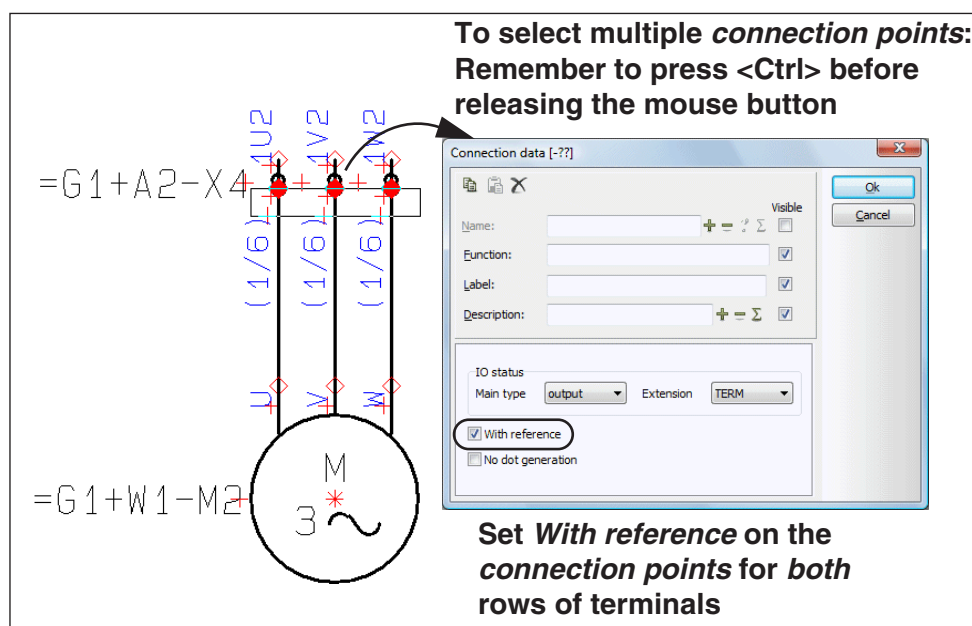 To select multiple connection points:
Remember to press <Ctrl> before
releasing the mouse button
1U2
1V2
1W2
=G1+A2-X4
(1/6)
(1/6)
(1/6)
U
V
W
M
3
=G1+W1-M2
Connection data [-??]
Ok
Cancel
Visible
Name:
Function:
Label:
Description:
IO status
Main type output Extension TERM
With reference
No dot generation
Set With reference on the
connection points for both
rows of terminals